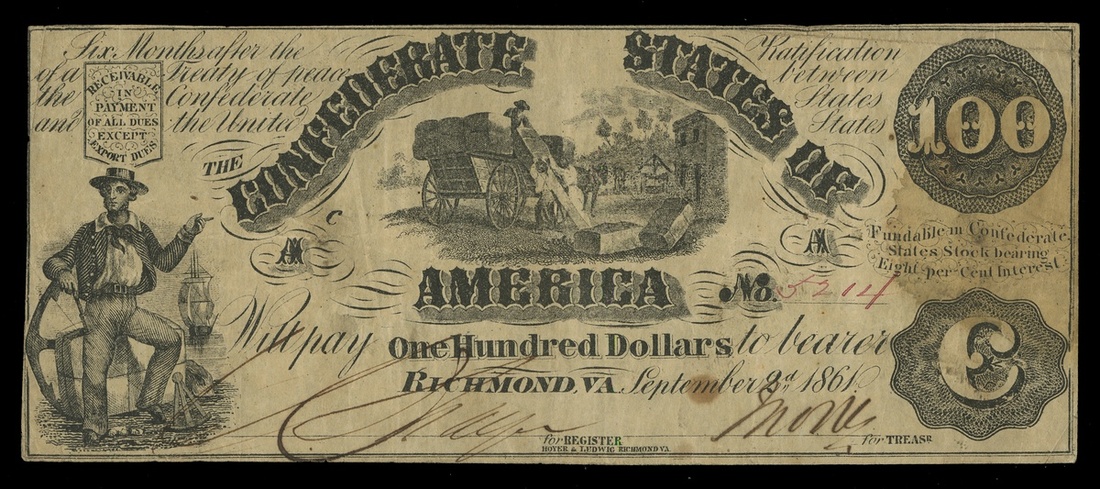 Six Months after the Ratification
of a Treaty of peace between
the Confederate States
and the United States
RECEIVABLE
IN
PAYMENT
OF ALL DUES
EXCEPT
EXPORT DUES
THE
CONFEDERATE STATES OF
AMERICA
100
C
A A
Fundable in Confederate
States Stock bearing
Eight per Cent Interest
No. 5204
C
Will pay One Hundred Dollars to bearer
RICHMOND, VA. September 2d 1861
for REGISTER
for TREASR
HOYER & LUDWIG RICHMOND VA